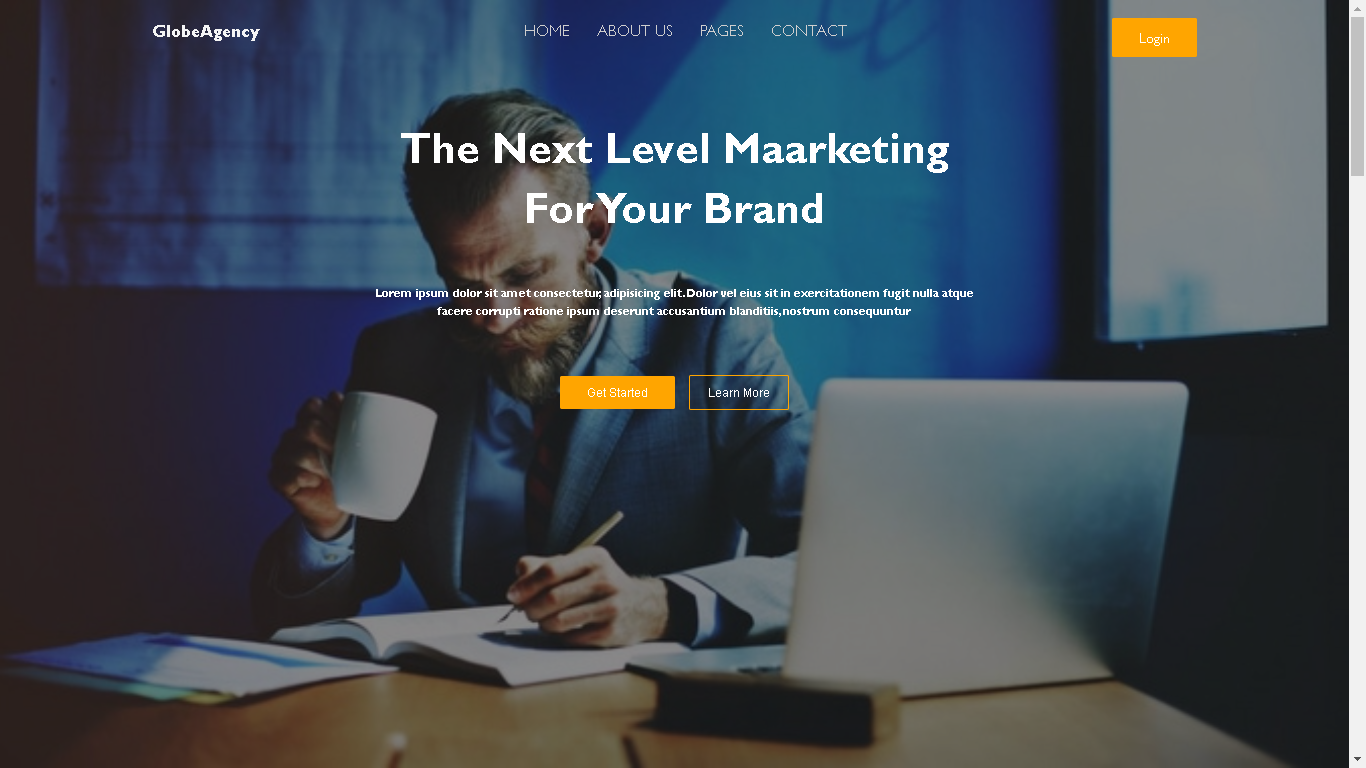 GlobeAgency
HOME ABOUT US PAGES CONTACT
Login
The Next Level Maarketing
For Your Brand
Lorem ipsum dolor sit amet consectetur, adipisicing elit. Dolor vel eius sit in exercitationem fugit nulla atque
facere corrupti ratione ipsum deserunt accusantium blanditiis, nostrum consequuntur
Get Started
Learn More